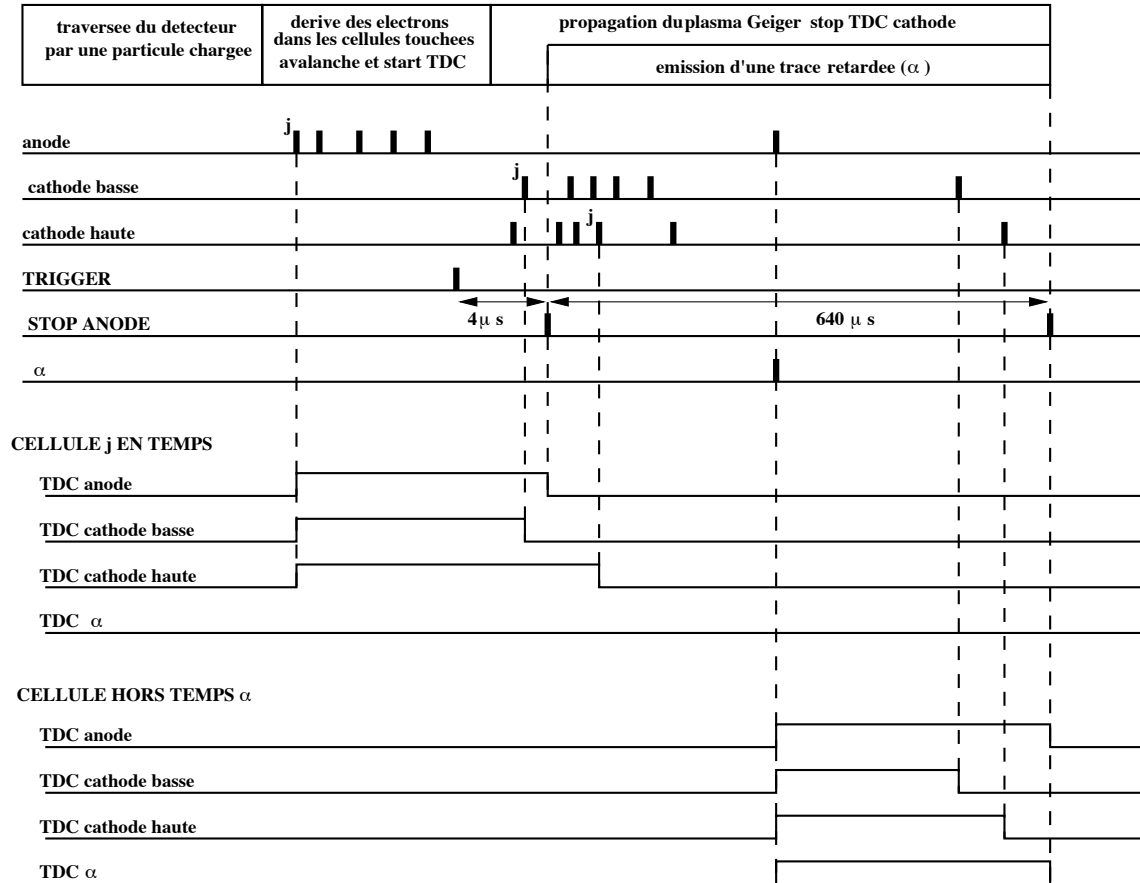 traversee du detecteur
par une particule chargee
derive des electrons
dans les cellules touchees
avalanche et start TDC
propagation du plasma Geiger stop TDC cathode
emission d'une trace retardee (α )
j
anode
j
cathode basse
j
cathode haute
TRIGGER
4 μ s
640 μ s
STOP ANODE
α
CELLULE j EN TEMPS
TDC anode
TDC cathode basse
TDC cathode haute
TDC α
CELLULE HORS TEMPS α
TDC anode
TDC cathode basse
TDC cathode haute
TDC α